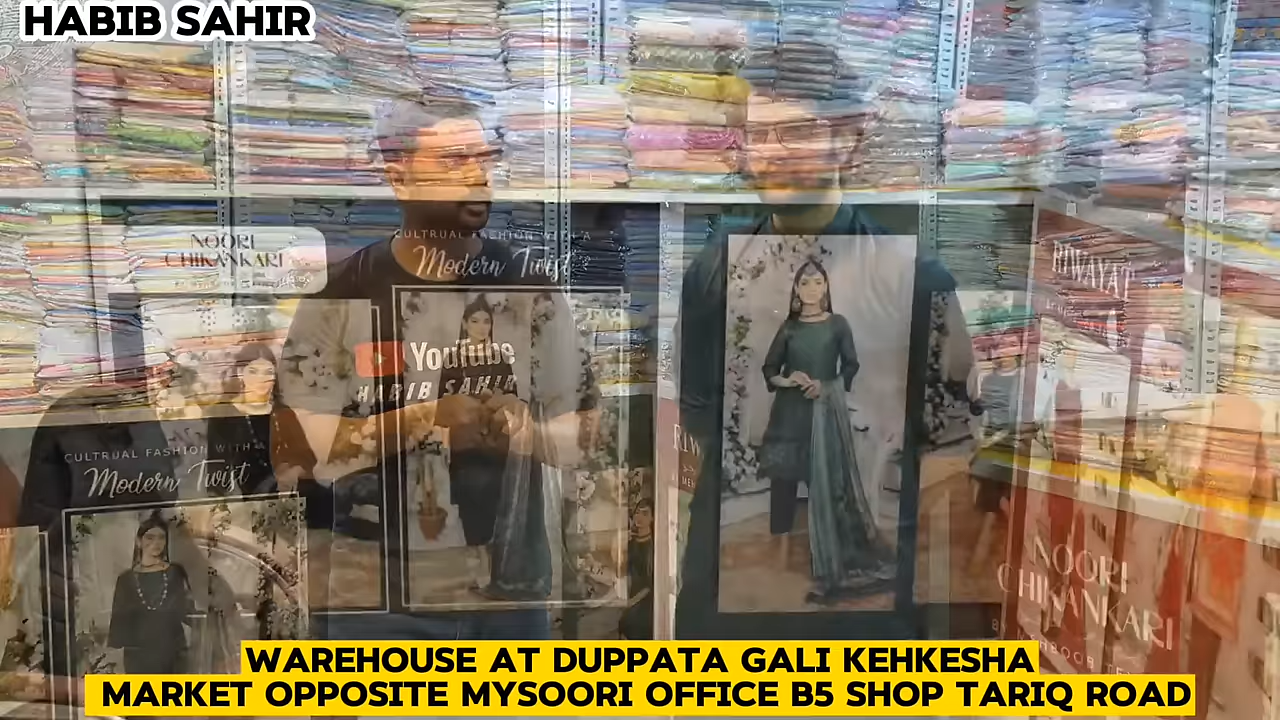 HABIB SAHIR
NOORI
CHIKANKARI
CULTRUAL FASHION WITH A
Modern Twist
RIWAYAT
YouTube
HABIB SAHIR
CULTRUAL FASHION WITH A
Modern Twist
NOORI
CHIKANKARI
WAREHOUSE AT DUPPATA GALI KEHKESHA
MARKET OPPOSITE MYSOORI OFFICE B5 SHOP TARIQ ROAD